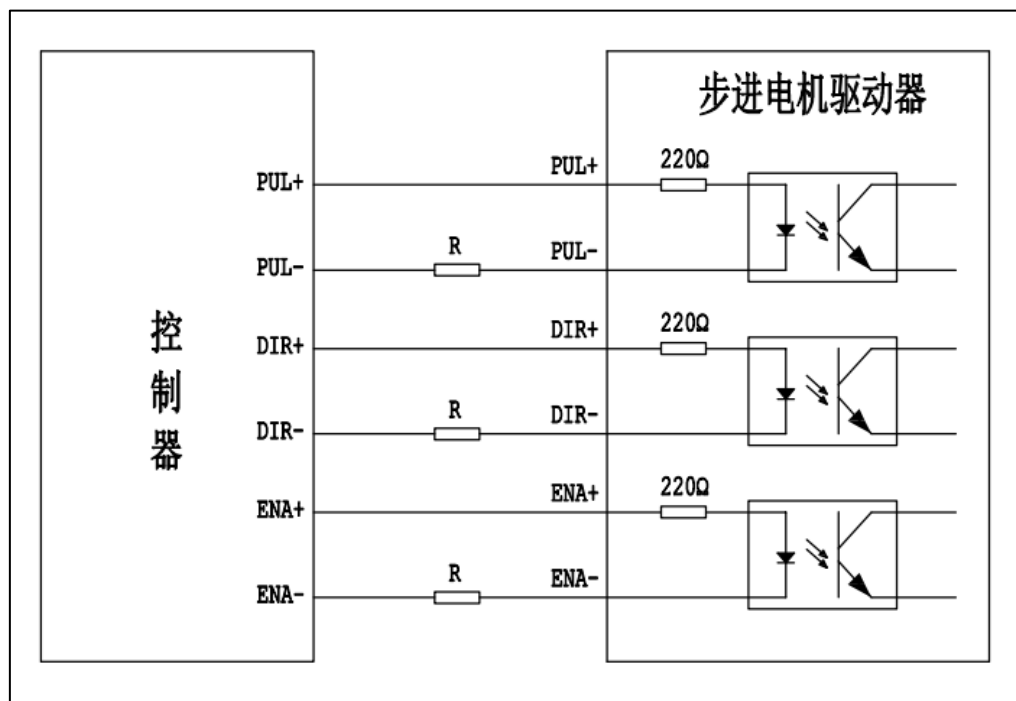 步进电机驱动器
220Ω
PUL+
PUL+
R
PUL-
PUL-
220Ω
DIR+
DIR+
R
DIR-
DIR-
220Ω
ENA+
ENA+
R
ENA-
ENA-
控
制
器